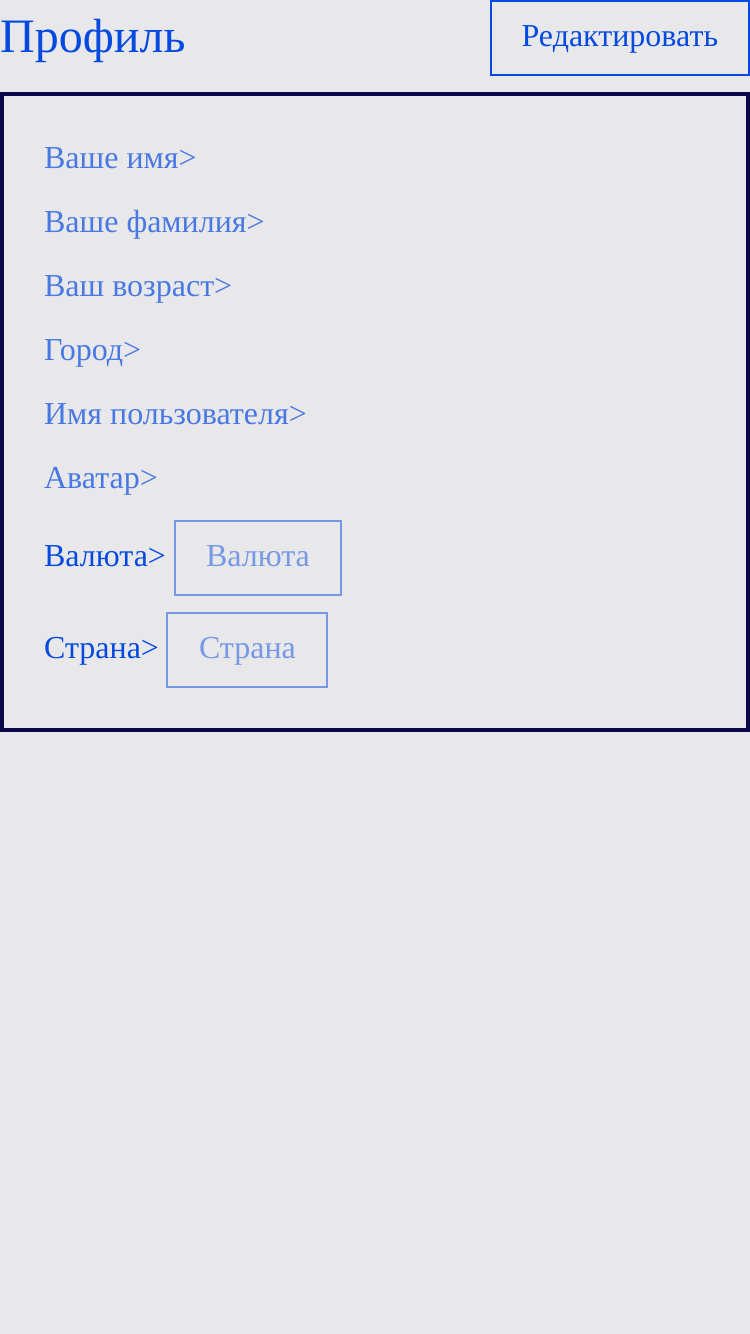 Профиль
Редактировать
Ваше имя>
Ваше фамилия>
Ваш возраст>
Город>
Имя пользователя>
Аватар>
Валюта> Валюта
Страна> Страна